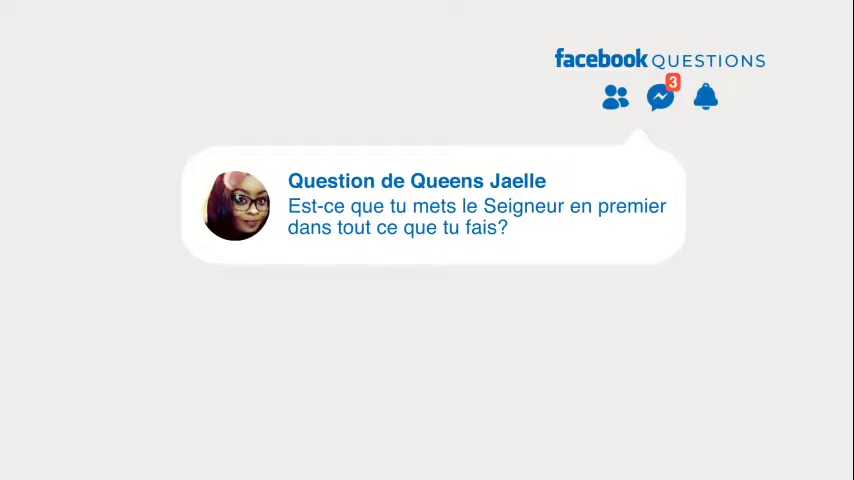 facebook QUESTIONS
3
Question de Queens Jaelle
Est-ce que tu mets le Seigneur en premier
dans tout ce que tu fais?